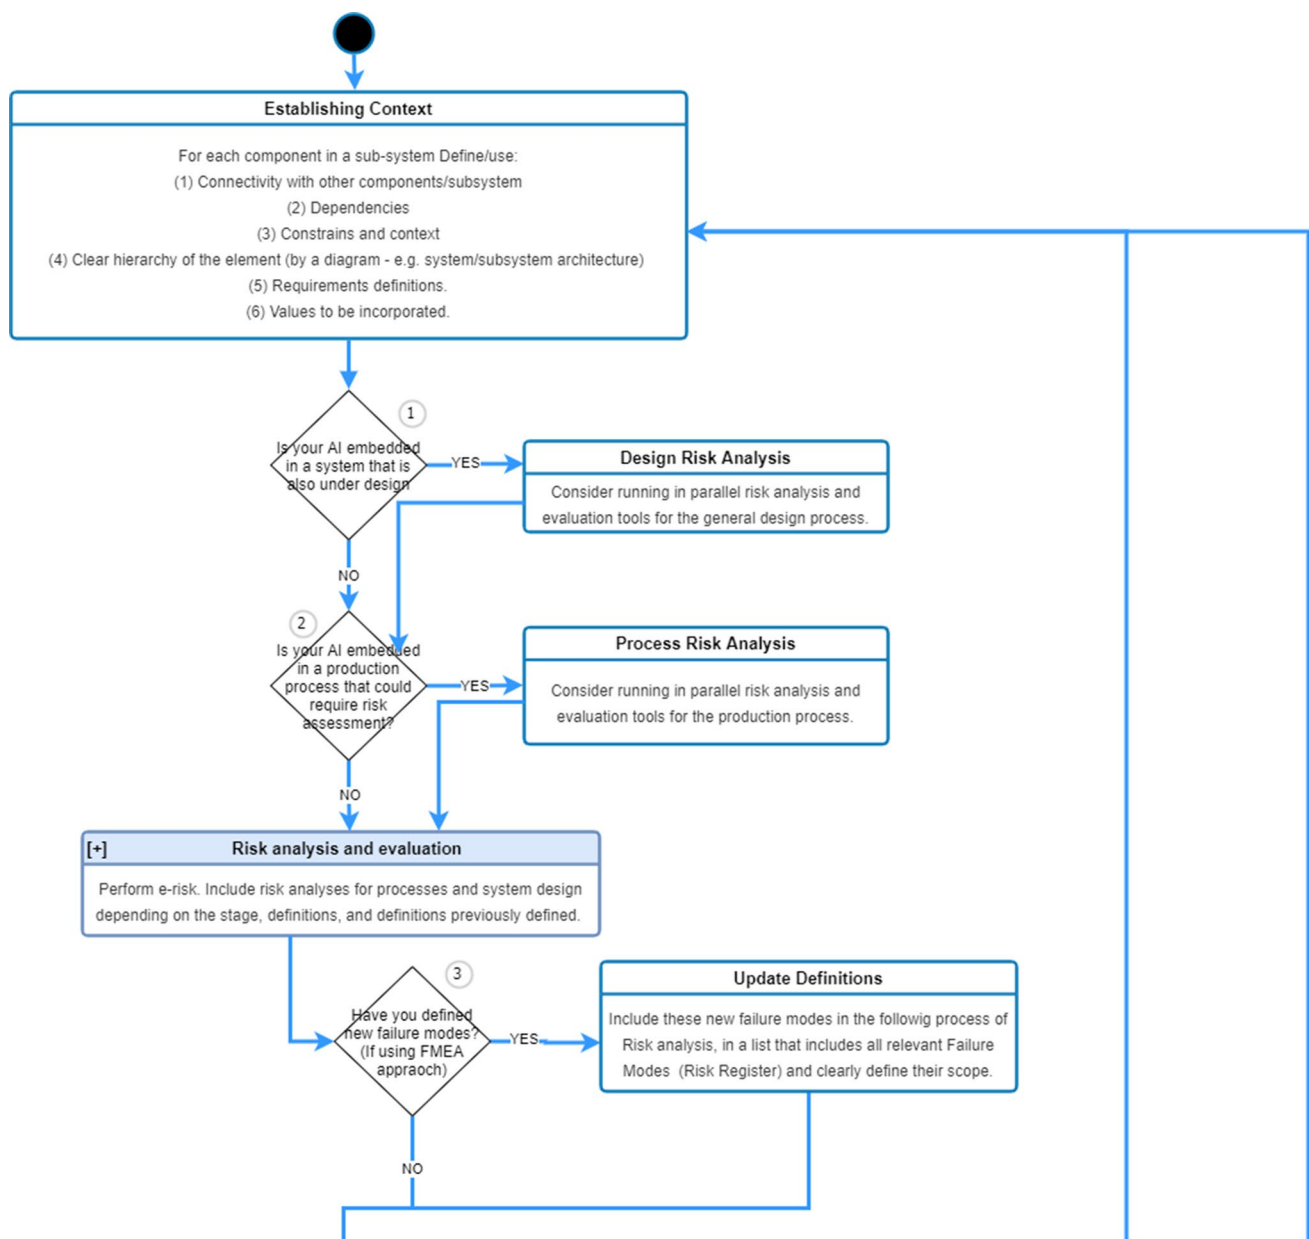 Establishing Context
For each component in a sub-system Define/use:
(1) Connectivity with other components/subsystem
(2) Dependencies
(3) Constrains and context
(4) Clear hierarchy of the element (by a diagram - e.g. system/subsystem architecture)
(5) Requirements definitions.
(6) Values to be incorporated.
1
Is your AI embedded
in a system that is
also under design
YES
Design Risk Analysis
Consider running in parallel risk analysis and
evaluation tools for the general design process.
NO
2
Is your AI embedded
in a production
process that could
require risk
assessment?
YES
Process Risk Analysis
Consider running in parallel risk analysis and
evaluation tools for the production process.
NO
[+]
Risk analysis and evaluation
Perform e-risk. Include risk analyses for processes and system design
depending on the stage, definitions, and definitions previously defined.
3
Have you defined
new failure modes?
(If using FMEA
appraoch)
YES
Update Definitions
Include these new failure modes in the followig process of
Risk analysis, in a list that includes all relevant Failure
Modes (Risk Register) and clearly define their scope.
NO